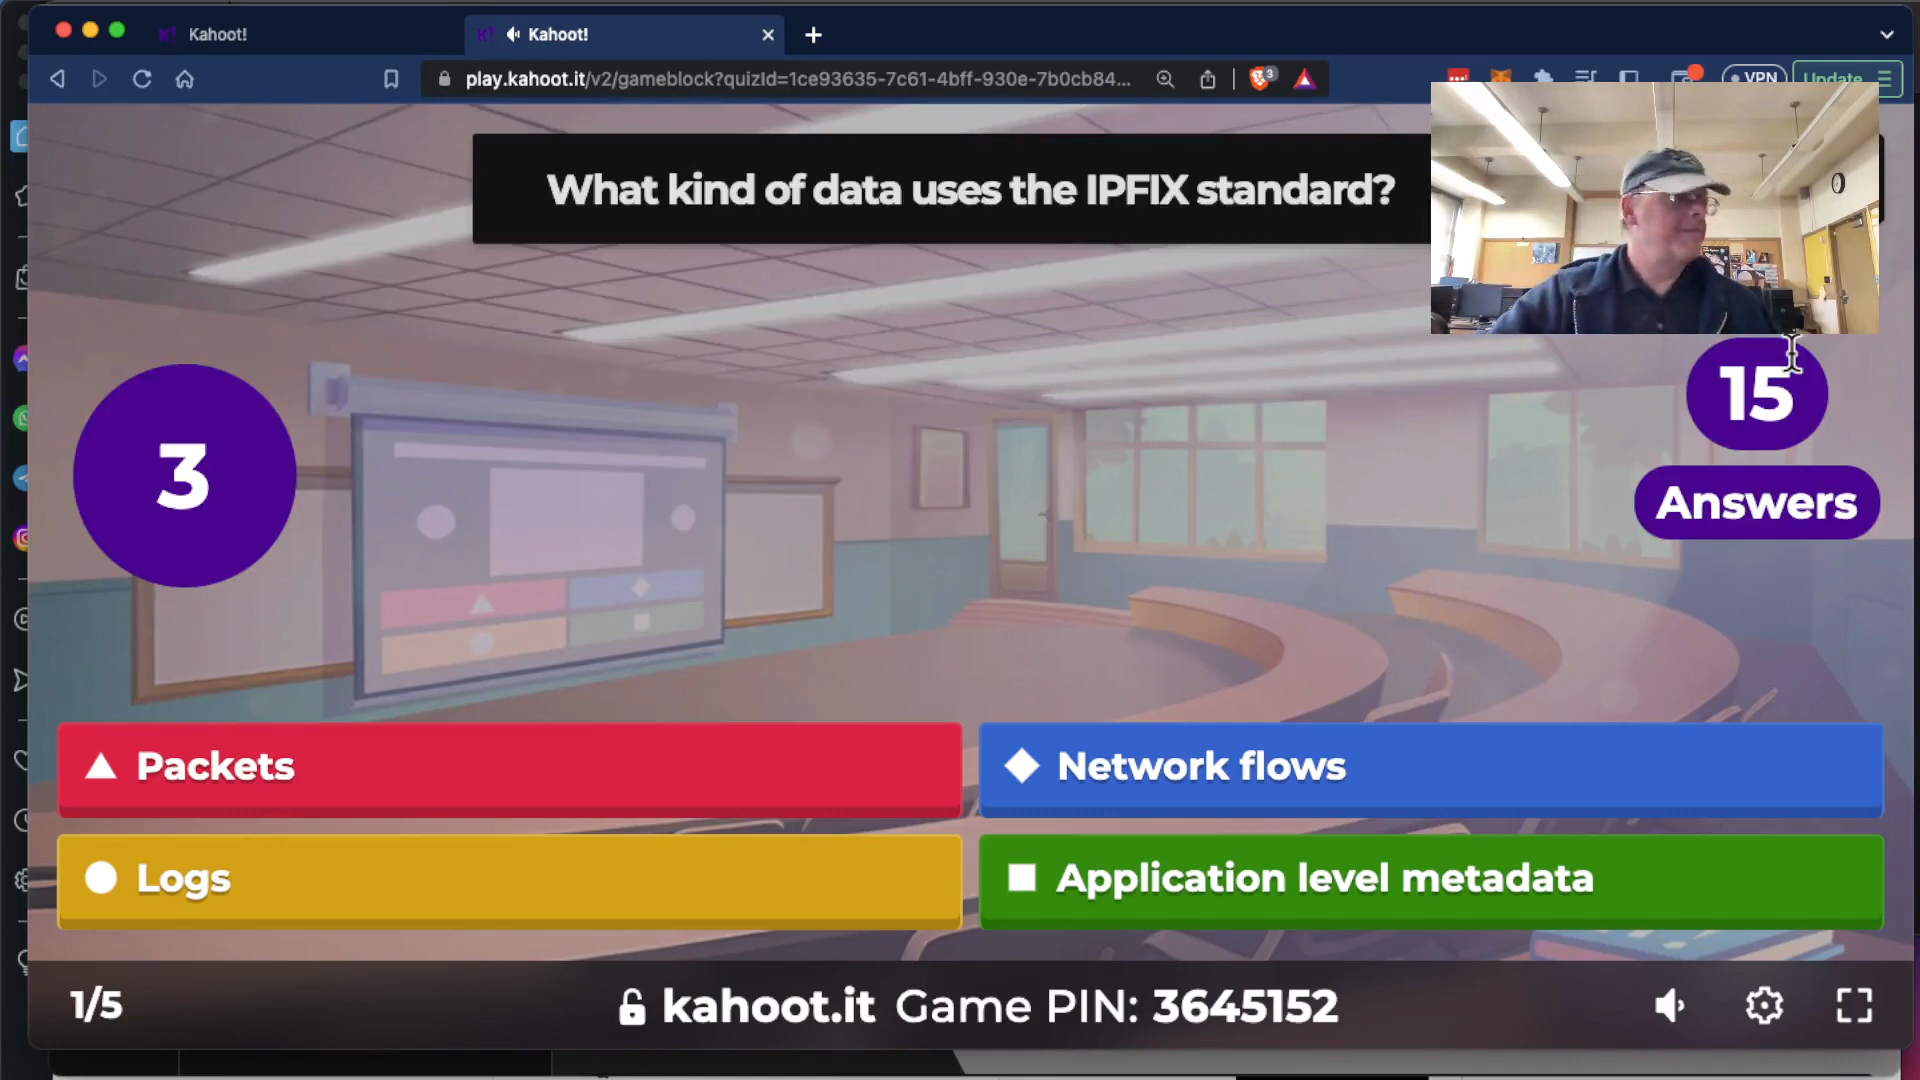 Kahoot!
Kahoot!
play.kahoot.it/v2/gameblock?quizId=1ce93635-7c61-4bff-930e-7b0cb84...
3
VPN
Update
What kind of data uses the IPFIX standard?
3
15
Answers
Packets
Network flows
Logs
Application level metadata
1/5
kahoot.it Game PIN: 3645152